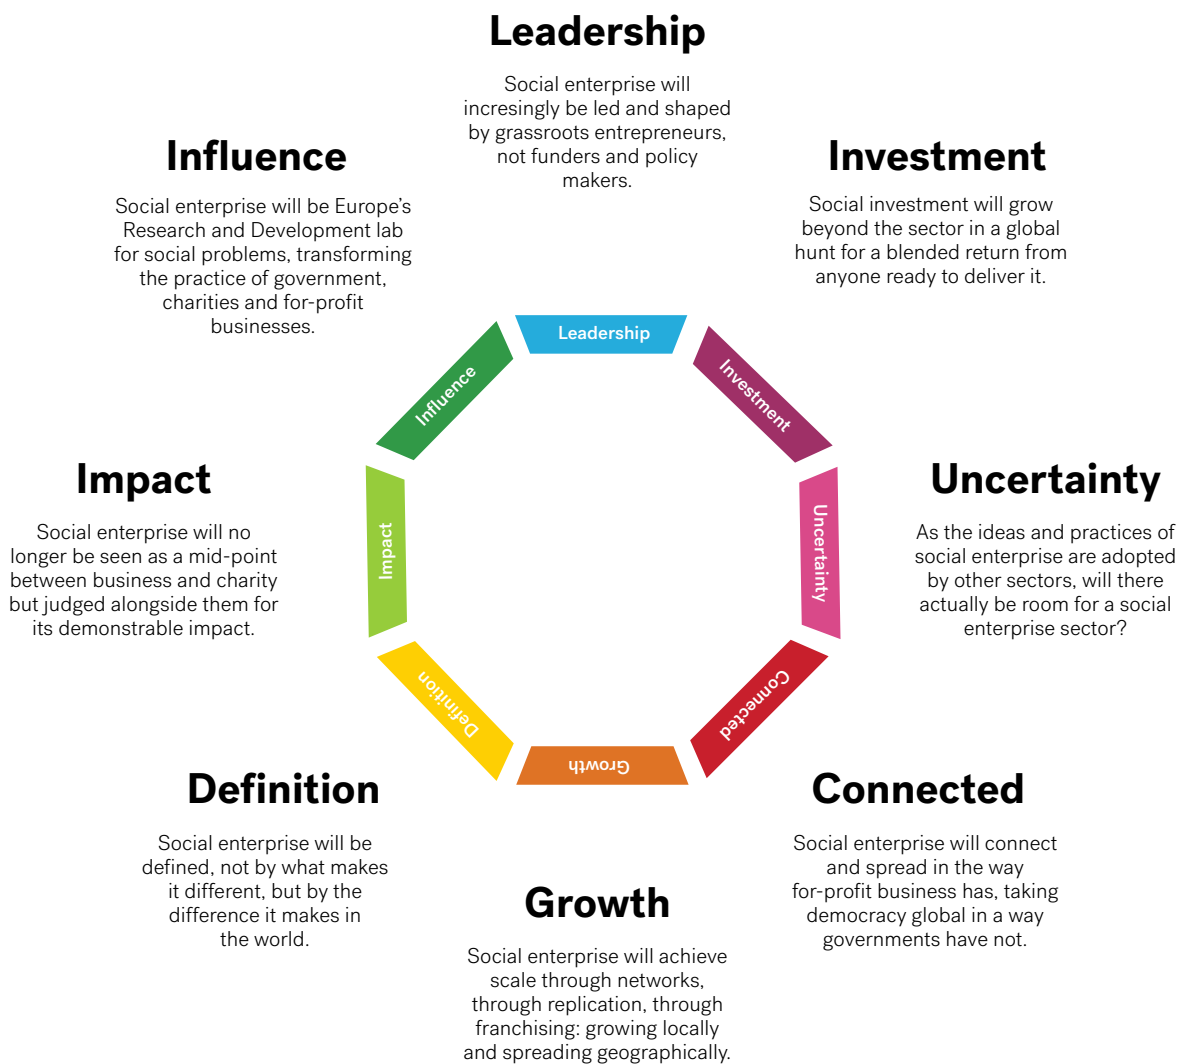 Leadership
Social enterprise will
incresingly be led and shaped
by grassroots entrepreneurs,
not funders and policy
makers.
Influence
Social enterprise will be Europe’s
Research and Development lab
for social problems, transforming
the practice of government,
charities and for-profit
businesses.
Investment
Social investment will grow
beyond the sector in a global
hunt for a blended return from
anyone ready to deliver it.
Leadership
Influence
Investment
Impact
Uncertainty
Definition
Connected
Growth
Impact
Social enterprise will no
longer be seen as a mid-point
between business and charity
but judged alongside them for
its demonstrable impact.
Uncertainty
As the ideas and practices of
social enterprise are adopted
by other sectors, will there
actually be room for a social
enterprise sector?
Definition
Social enterprise will be
defined, not by what makes
it different, but by the
difference it makes in
the world.
Connected
Social enterprise will connect
and spread in the way
for-profit business has, taking
democracy global in a way
governments have not.
Growth
Social enterprise will achieve
scale through networks,
through replication, through
franchising: growing locally
and spreading geographically.